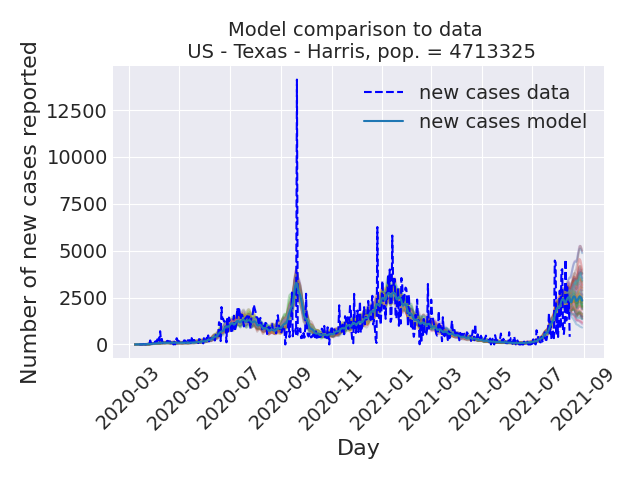 Model comparison to data
US - Texas - Harris, pop. = 4713325
Number of new cases reported
12500
10000
7500
5000
2500
0
new cases data
new cases model
2020-03
2020-05
2020-07
2020-09
2020-11
2021-01
2021-03
2021-05
2021-07
2021-09
Day